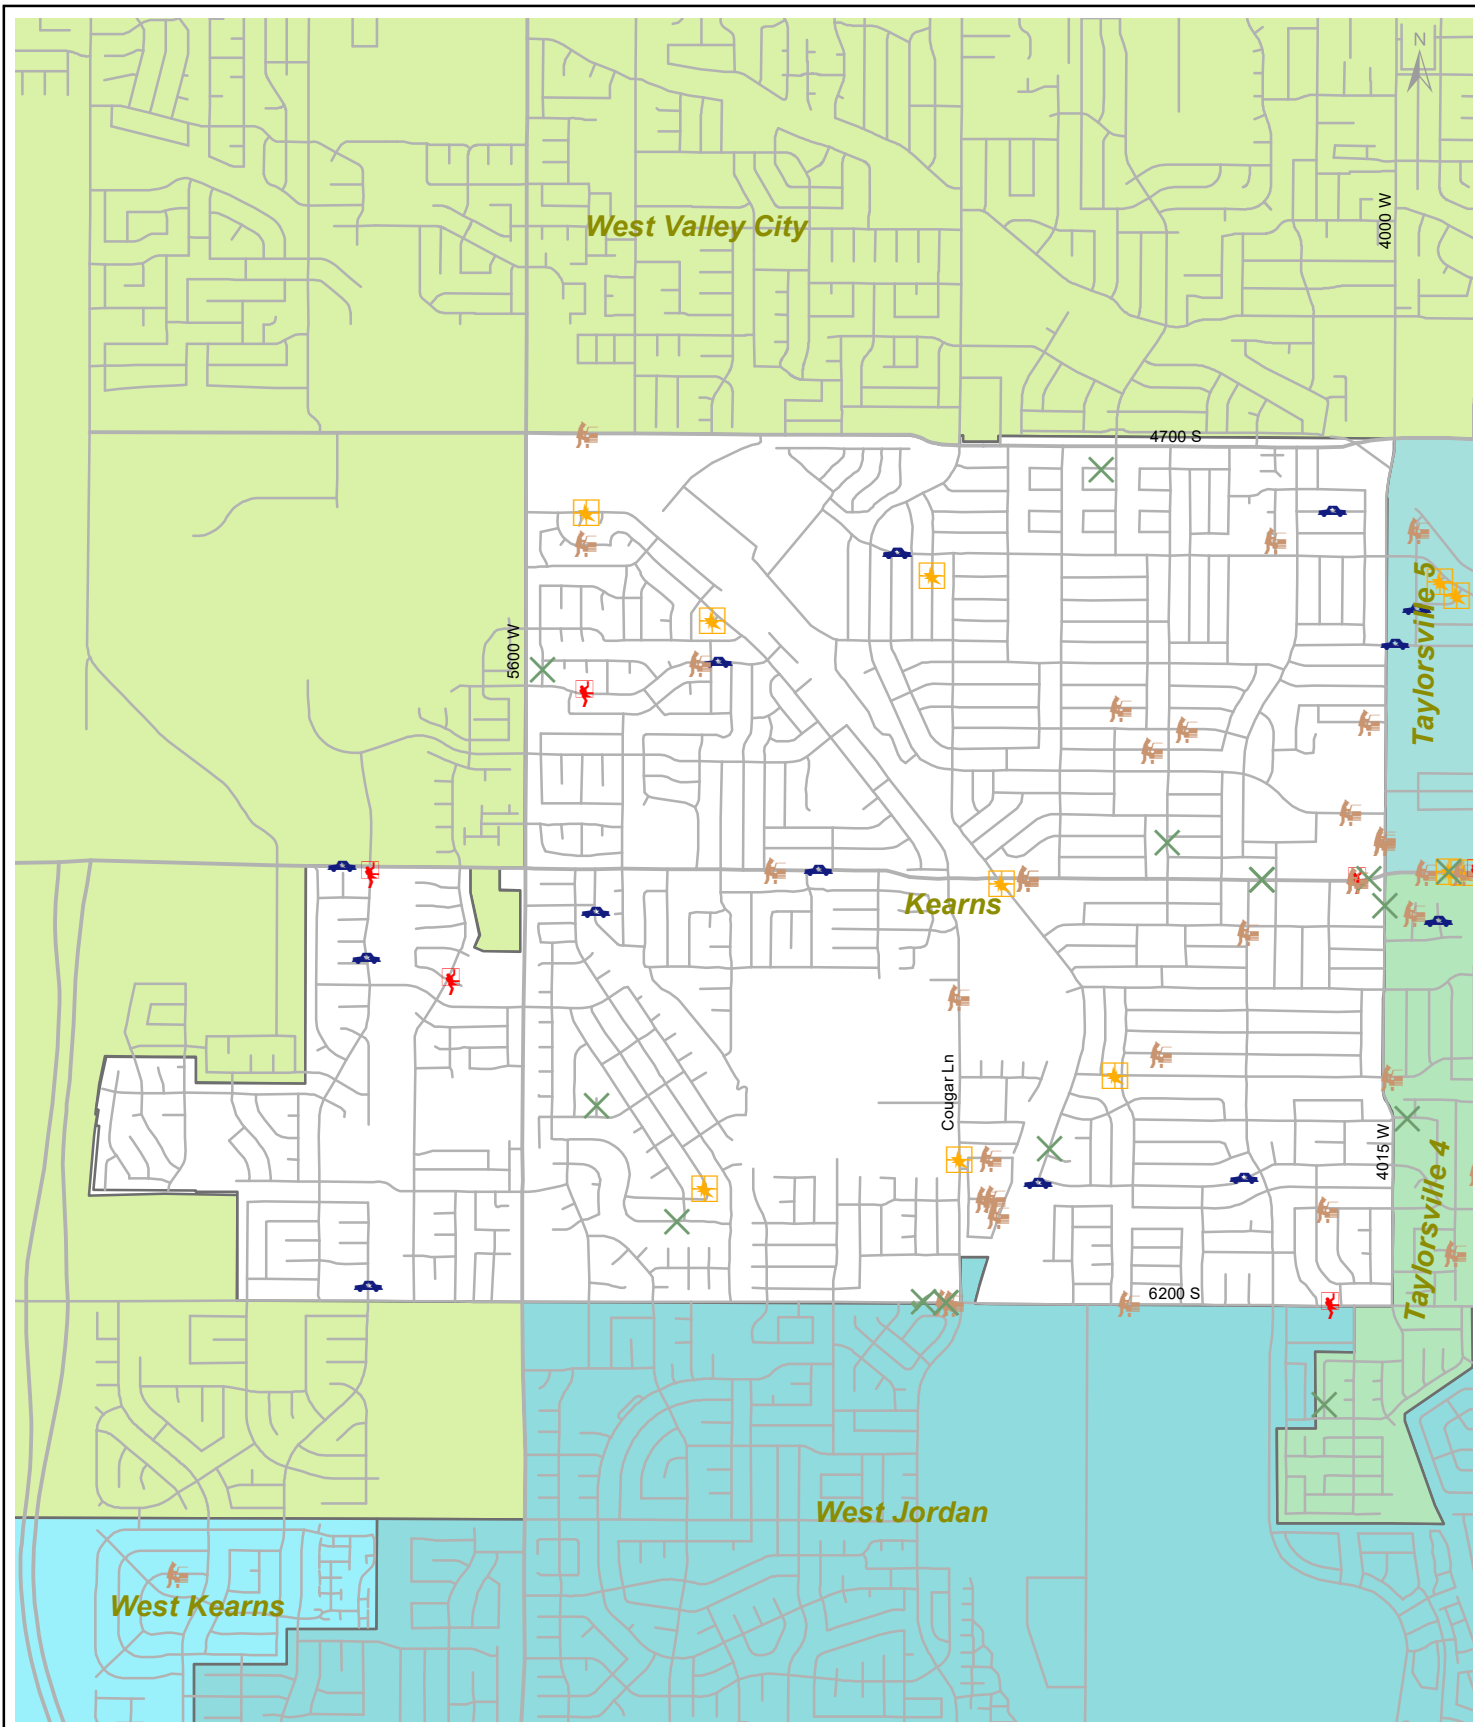 N
4000 W
West Valley City
4700 S
Taylorsville 5
5600 W
Kearns
Cougar Ln
4015 W
Taylorsville 4
6200 S
West Jordan
West Kearns